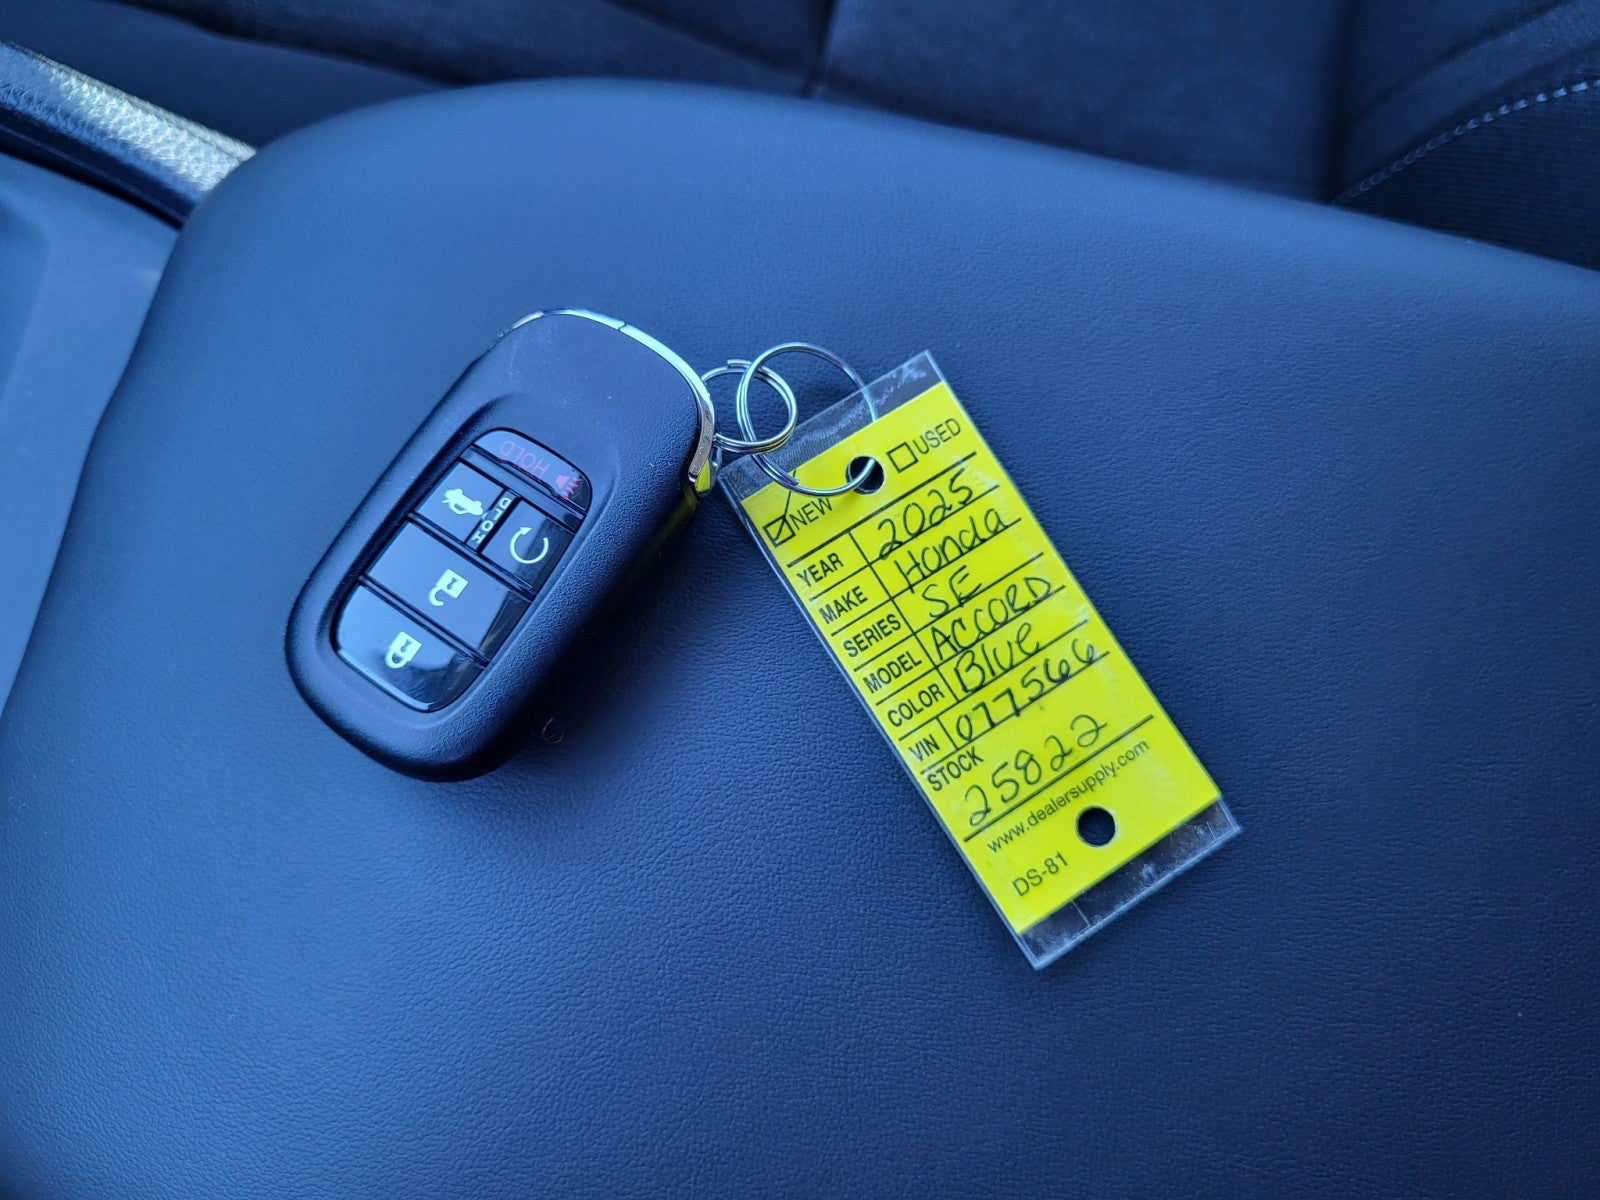 HOLD
HOLD
☑ NEW ☐ USED
YEAR 2025
MAKE Honda
SERIES SE
MODEL ACCORD
COLOR Blue
VIN 077566
STOCK
25822
www.dealersupply.com
DS-81